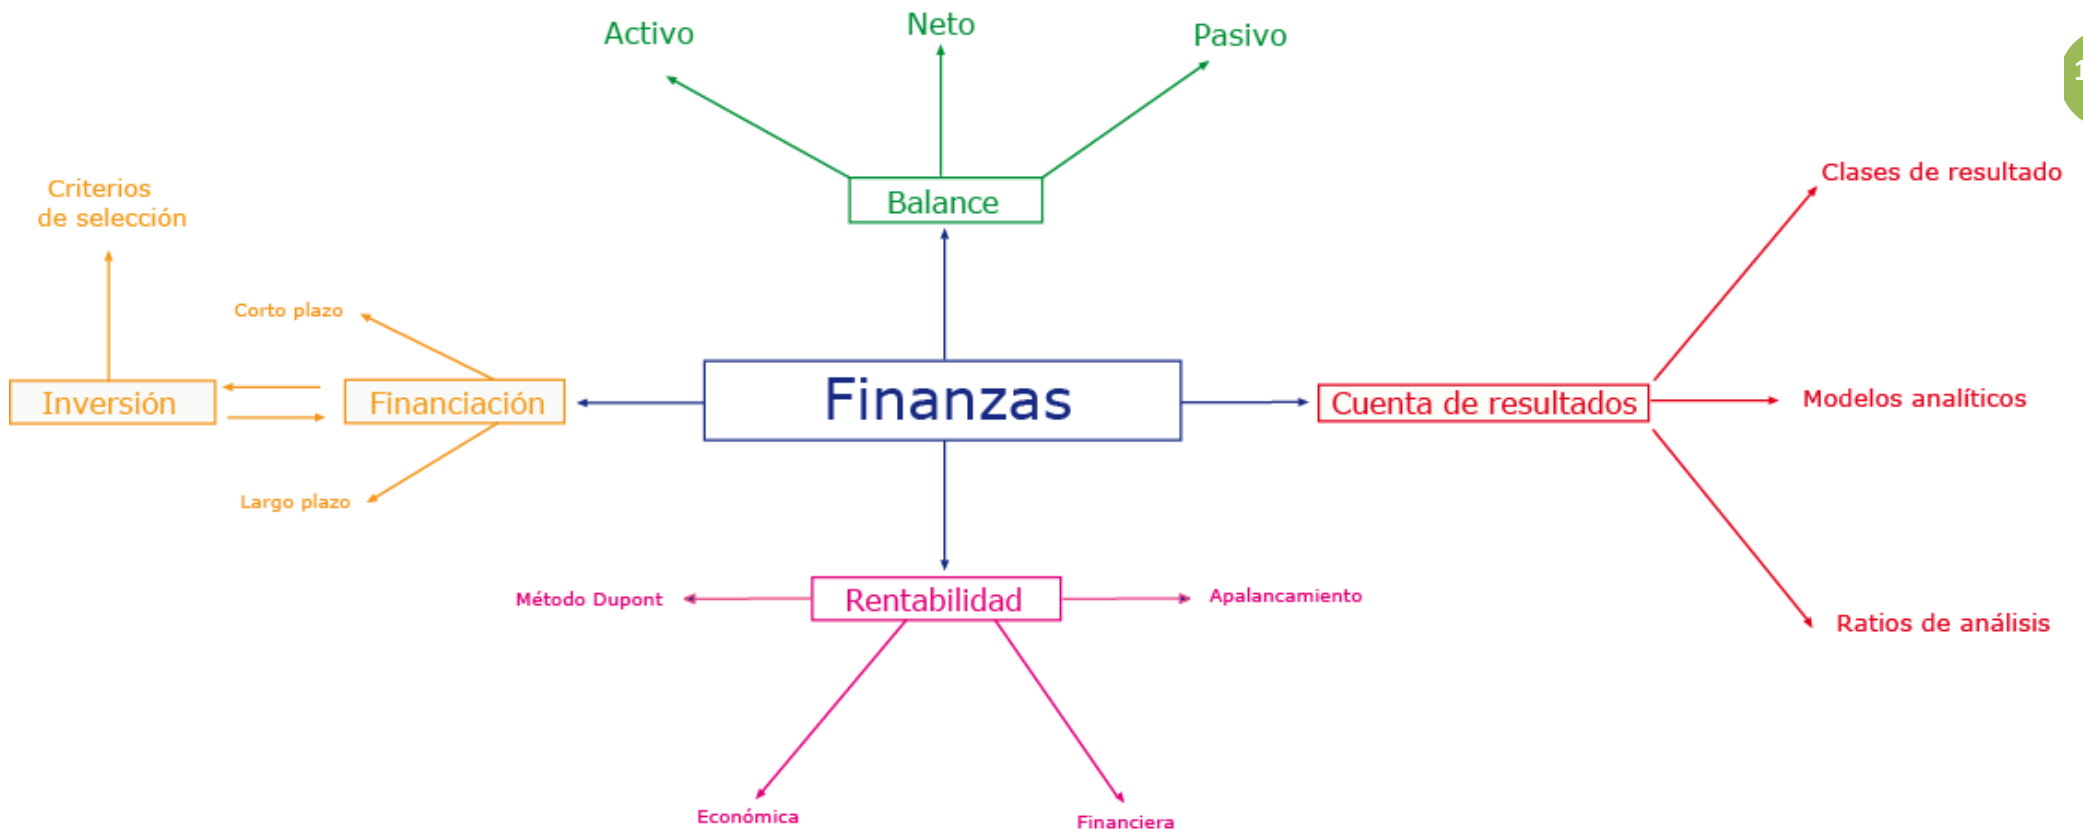 Neto
Activo
Pasivo
1
Clases de resultado
Criterios
de selección
Balance
Corto plazo
Finanzas
Inversión
Financiación
Cuenta de resultados
Modelos analíticos
Largo plazo
Método Dupont
Rentabilidad
Apalancamiento
Ratios de análisis
Económica
Financiera